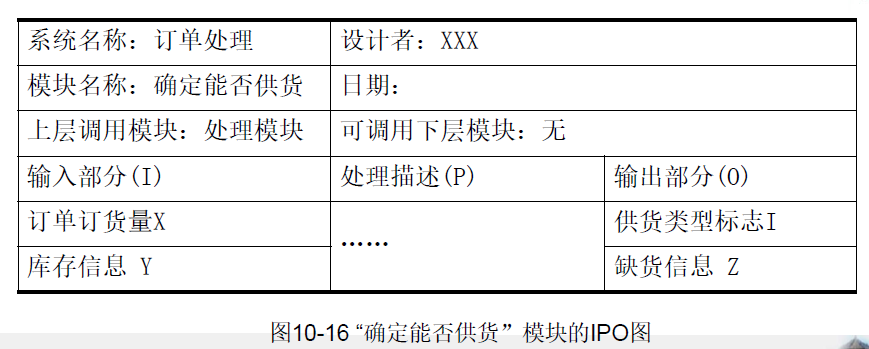 系统名称：订单处理 设计者：XXX
模块名称：确定能否供货 日期：
上层调用模块：处理模块 可调用下层模块：无
输入部分(I) 处理描述(P) 输出部分(O)
订单订货量X 供货类型标志I
……
库存信息 Y 缺货信息 Z
图10-16 “确定能否供货”模块的IPO图